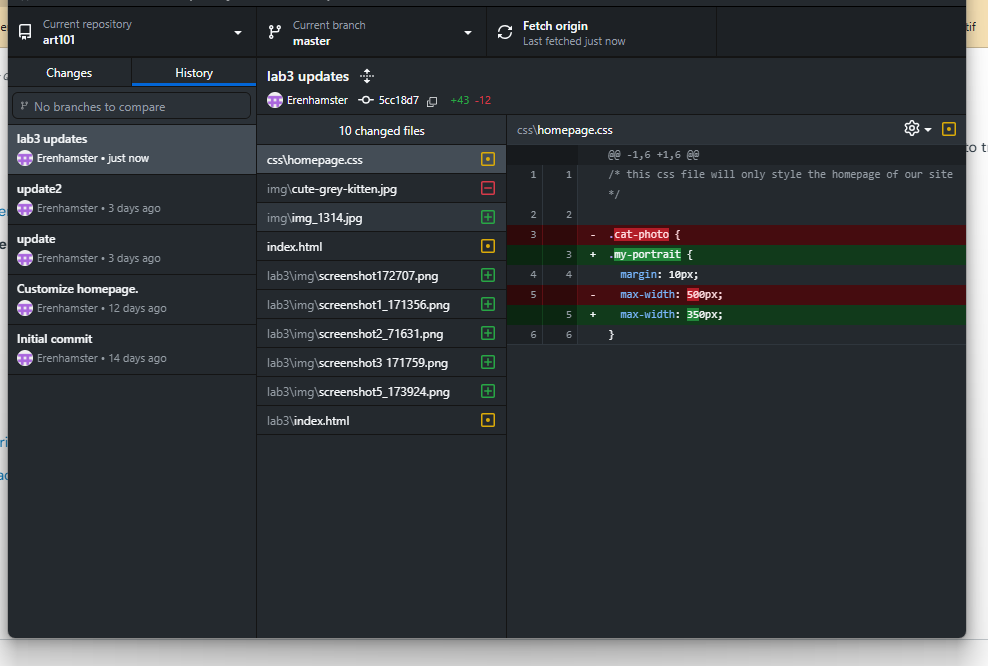 Current repository
art101
Current branch
master
Fetch origin
Last fetched just now
Changes
History
No branches to compare
lab3 updates
Erenhamster • just now
update2
Erenhamster • 3 days ago
update
Erenhamster • 3 days ago
Customize homepage.
Erenhamster • 12 days ago
Initial commit
Erenhamster • 14 days ago
lab3 updates
Erenhamster 5cc18d7 +43 -12
10 changed files
css\homepage.css
img\cute-grey-kitten.jpg
img\img_1314.jpg
index.html
lab3\img\screenshot172707.png
lab3\img\screenshot1_171356.png
lab3\img\screenshot2_71631.png
lab3\img\screenshot3 171759.png
lab3\img\screenshot5_173924.png
lab3\index.html
css\homepage.css
@@ -1,6 +1,6 @@
1 1 /* this css file will only style the homepage of our site
*/
2 2
3 - .cat-photo {
3 + .my-portrait {
4 4 margin: 10px;
5 - max-width: 500px;
5 + max-width: 350px;
6 6 }